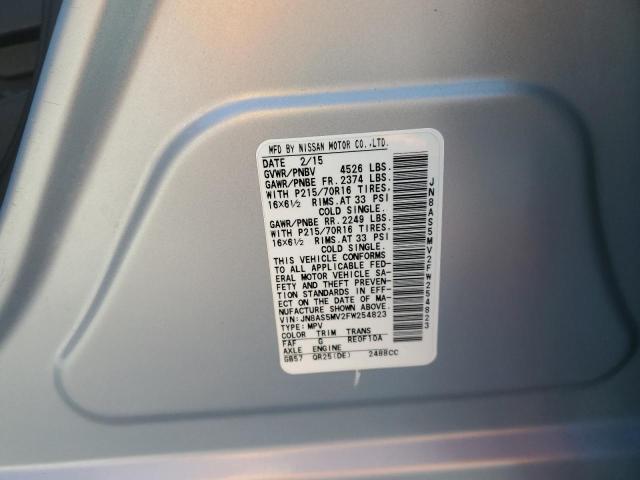 MFD BY NISSAN MOTOR CO.,LTD.
DATE 2/15
GVWR/PNBV 4526 LBS.
GAWR/PNBE FR. 2374 LBS.
WITH P215/70R16 TIRES,
16×6½ RIMS. AT 33 PSI
COLD SINGLE.
GAWR/PNBE RR. 2249 LBS.
WITH P215/70R16 TIRES,
16×6½ RIMS. AT 33 PSI
COLD SINGLE.
THIS VEHICLE CONFORMS
TO ALL APPLICABLE FED-
ERAL MOTOR VEHICLE SA-
FETY AND THEFT PREVEN-
TION STANDARDS IN EFF-
ECT ON THE DATE OF MA-
NUFACTURE SHOWN ABOVE.
VIN:JN8AS5MV2FW254823
TYPE: MPV
COLOR TRIM TRANS
FAF G RE0F10A
AXLE ENGINE
GB57 QR25(DE) 2488CC
JN8AS5MV2FW254823